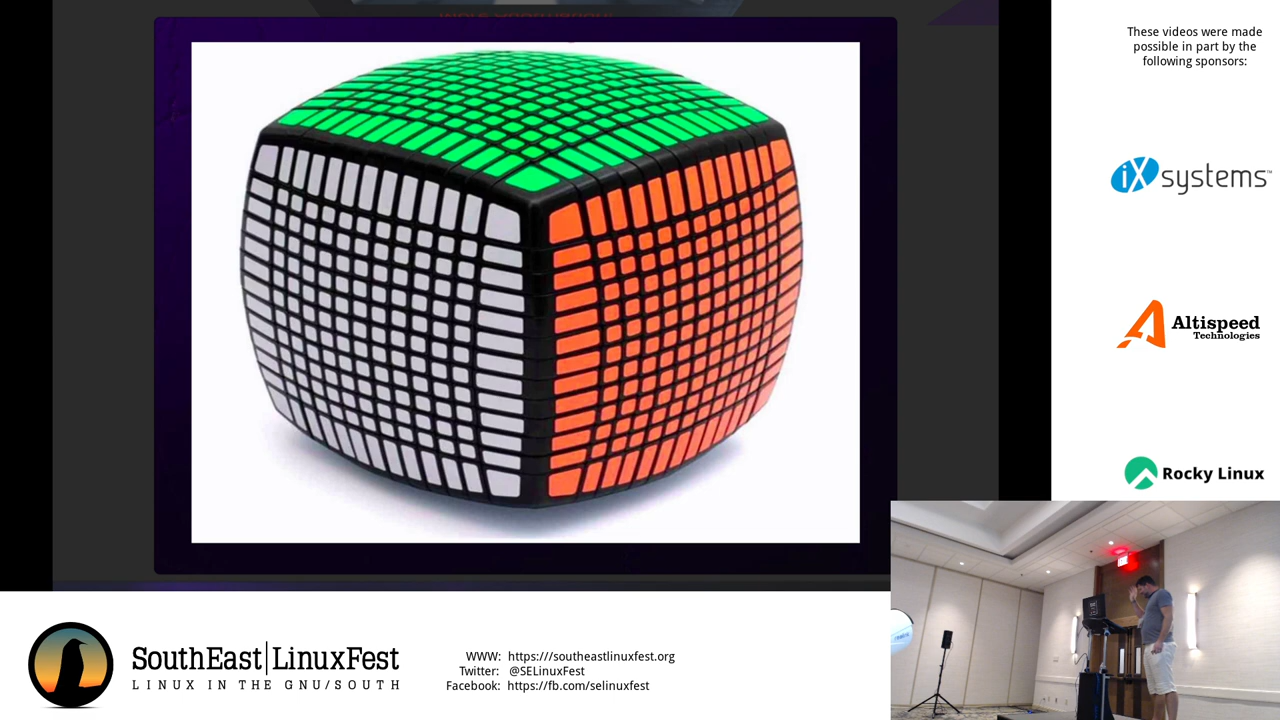 These videos were made
possible in part by the
following sponsors:
iXsystems™
Altispeed
Technologies
Rocky Linux
SouthEast LinuxFest
LINUX IN THE GNU/SOUTH
WWW: https:///southeastlinuxfest.org
Twitter: @SELinuxFest
Facebook: https://fb.com/selinuxfest